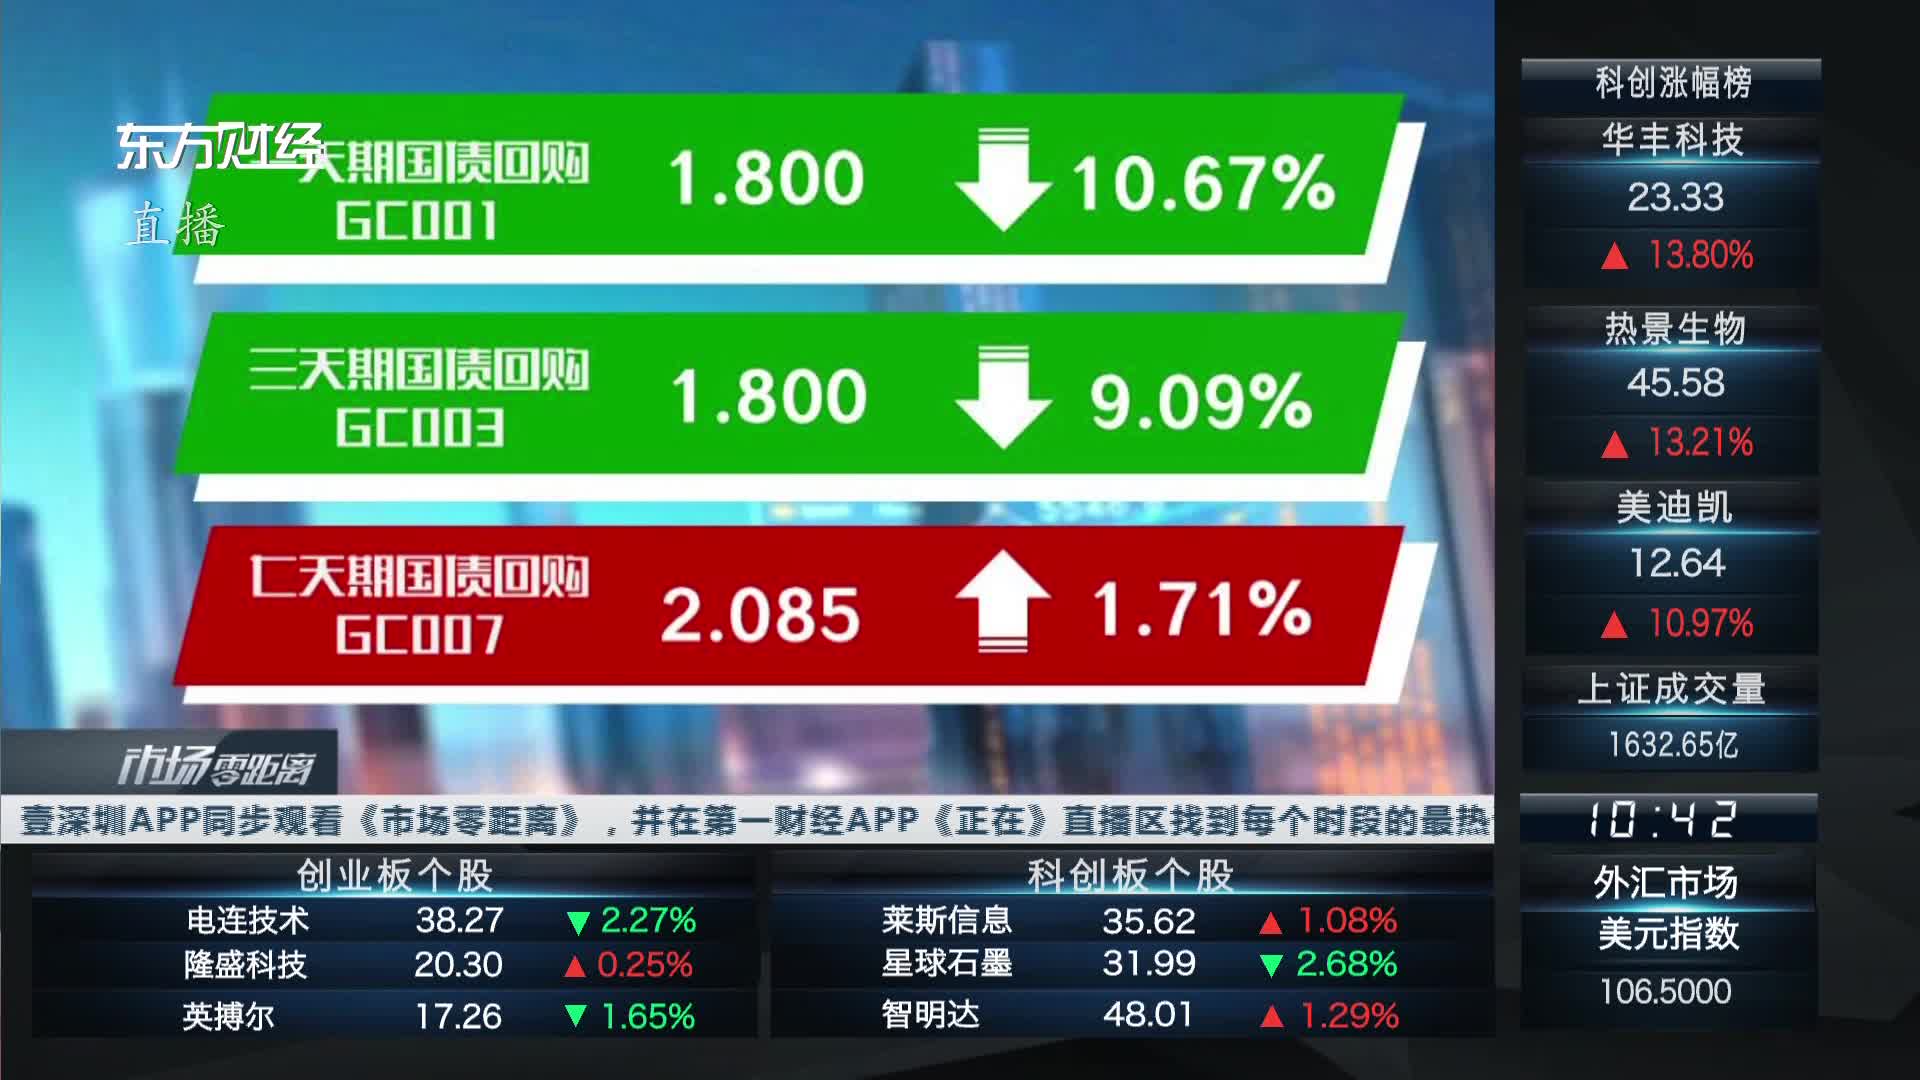 东方财经
直播
天期国债回购 1.800 10.67%
GC001
三天期国债回购 1.800 9.09%
GC003
七天期国债回购 2.085 1.71%
GC007
市场零距离
壹深圳APP同步观看《市场零距离》，并在第一财经APP《正在》直播区找到每个时段的最热
创业板个股
电连技术 38.27 ▼ 2.27%
隆盛科技 20.30 ▲ 0.25%
英搏尔 17.26 ▼ 1.65%
科创板个股
莱斯信息 35.62 ▲ 1.08%
星球石墨 31.99 ▼ 2.68%
智明达 48.01 ▲ 1.29%
科创涨幅榜
华丰科技
23.33
▲ 13.80%
热景生物
45.58
▲ 13.21%
美迪凯
12.64
▲ 10.97%
上证成交量
1632.65亿
10:42
外汇市场
美元指数
106.5000